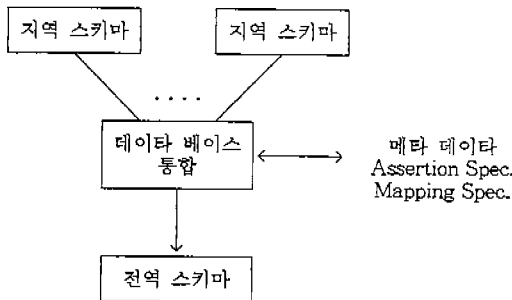 지역 스키마
지역 스키마
....
데이타 베이스
통합
메타 데이타
Assertion Spec.
Mapping Spec.
전역 스키마